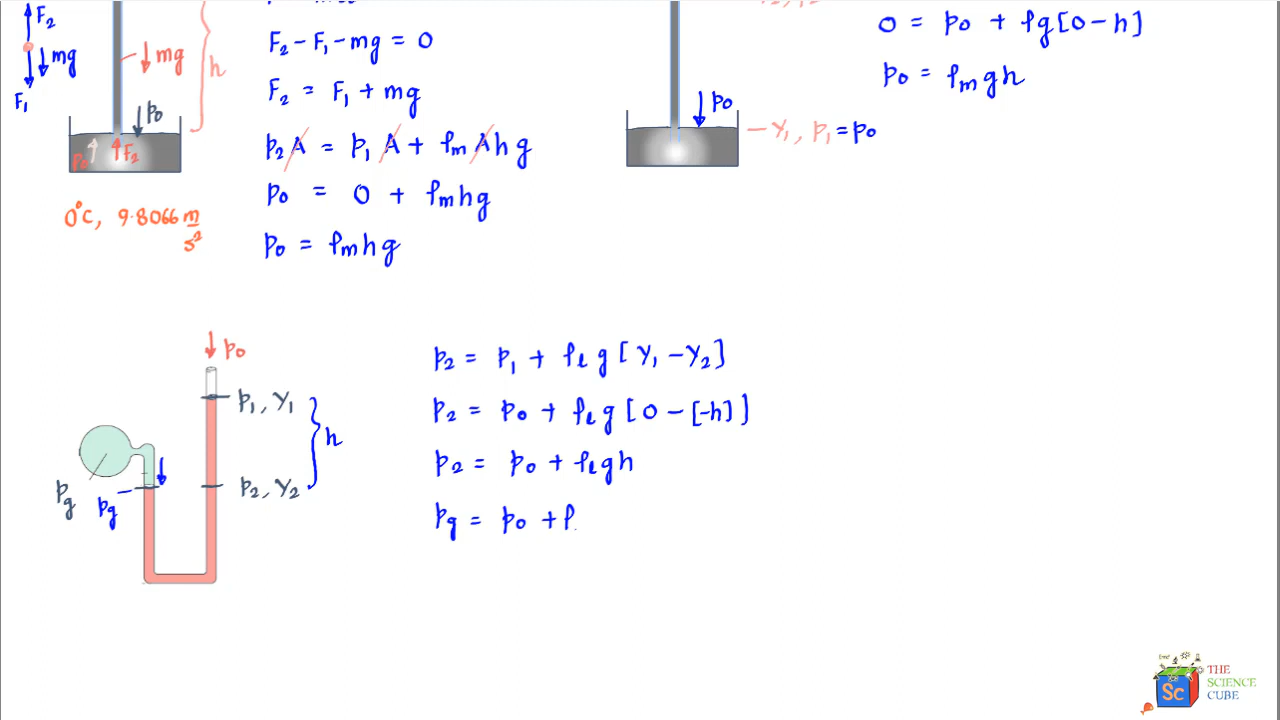 F₂
mg
F₁
mg
h
p₀
p₀
F₂
0°C, 9.8066 m/s²
F₂ - F₁ - mg = 0
F₂ = F₁ + mg
p₂A = p₁A + ρₘAhg
p₀ = 0 + ρₘhg
p₀ = ρₘhg
0 = p₀ + ρg[0 - h]
p₀ = ρₘgh
p₀
- Y₁, p₁ = p₀
p₀
p₁, Y₁
h
p₂, Y₂
p_g
p_g
p₂ = p₁ + ρₗg[Y₁ - Y₂]
p₂ = p₀ + ρₗg[0 - [-h]]
p₂ = p₀ + ρₗgh
p_g = p₀ + ρ
Sc
THE
SCIENCE
CUBE